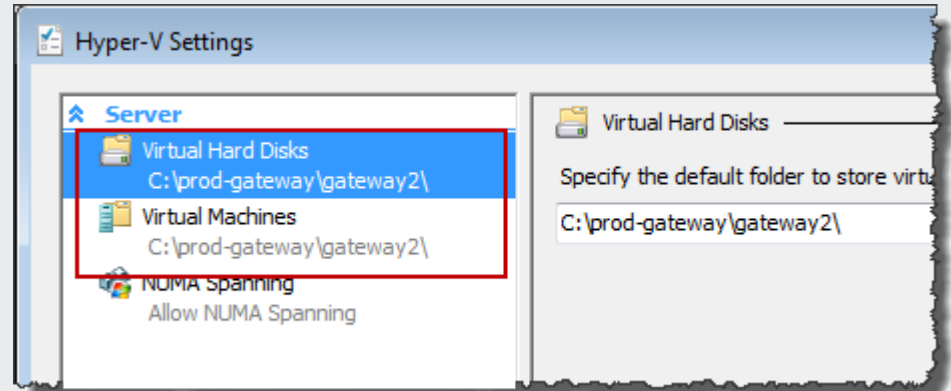 Hyper-V Settings
Server
Virtual Hard Disks
C:\prod-gateway\gateway2\
Virtual Machines
C:\prod-gateway\gateway2\
NUMA Spanning
Allow NUMA Spanning
Virtual Hard Disks
Specify the default folder to store
C:\prod-gateway\gateway2\